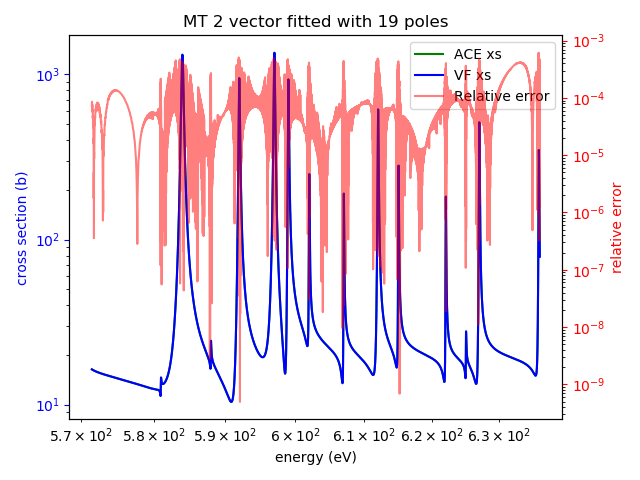 MT 2 vector fitted with 19 poles
cross section (b)
10³
10²
10¹
ACE xs
VF xs
Relative error
10⁻³
10⁻⁴
10⁻⁵
10⁻⁶
10⁻⁷
10⁻⁸
10⁻⁹
relative error
5.7 × 10² 5.8 × 10² 5.9 × 10² 6 × 10² 6.1 × 10² 6.2 × 10² 6.3 × 10²
energy (eV)